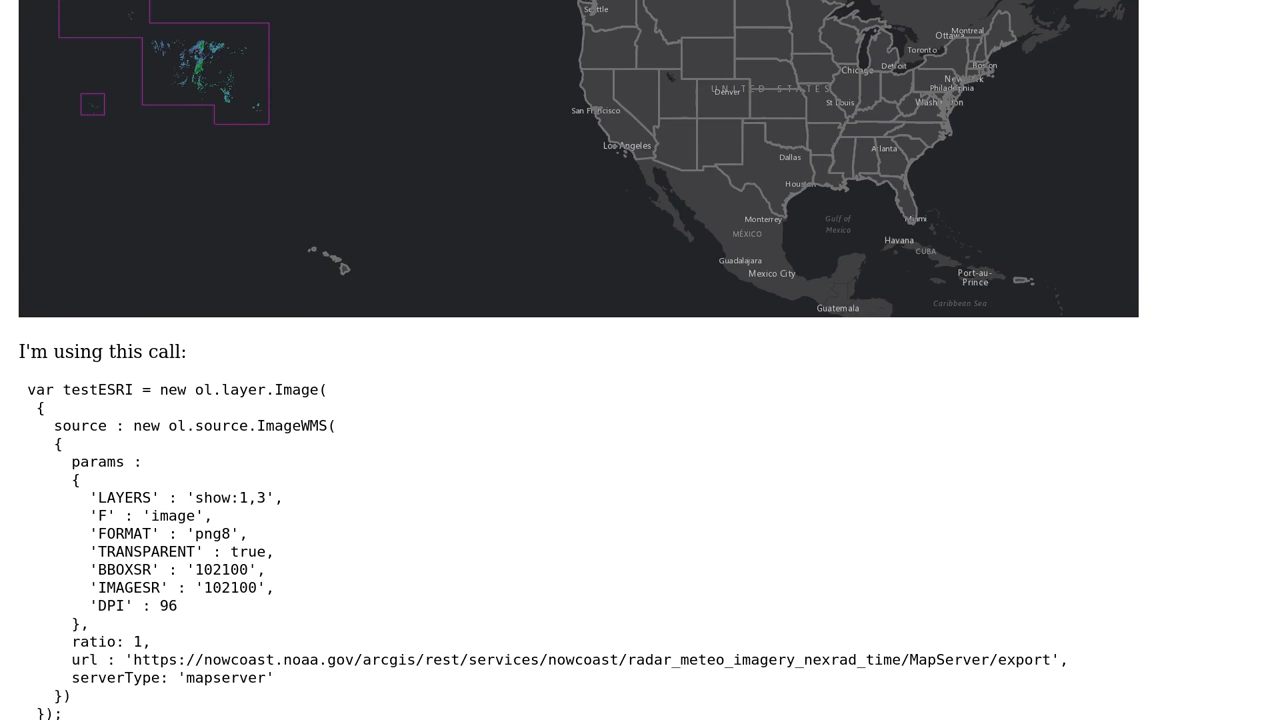 Seattle
Montreal
Ottawa
Toronto
Boston
Chicago
Detroit
New York
Philadelphia
UNITED STATES
Denver
St Louis
Washington
San Francisco
Los Angeles
Atlanta
Dallas
Houston
Monterrey
Gulf of
Mexico
Miami
MÉXICO
Havana
CUBA
Guadalajara
Mexico City
Port-au-
Prince
Guatemala
Caribbean Sea
I'm using this call:
var testESRI = new ol.layer.Image(
{
source : new ol.source.ImageWMS(
{
params :
{
'LAYERS' : 'show:1,3',
'F' : 'image',
'FORMAT' : 'png8',
'TRANSPARENT' : true,
'BBOXSR' : '102100',
'IMAGESR' : '102100',
'DPI' : 96
},
ratio: 1,
url : 'https://nowcoast.noaa.gov/arcgis/rest/services/nowcoast/radar_meteo_imagery_nexrad_time/MapServer/export',
serverType: 'mapserver'
})
});